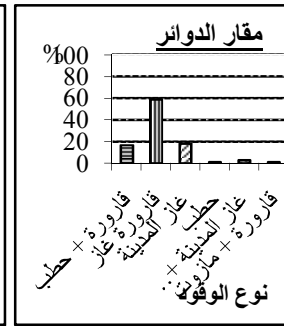 مقار الدوائر
%
100
80
60
40
20
0
قارورة + حطب
قارورة غاز
غاز المدينة
حطب
غاز المدينة + ..
قارورة + مازوت..
نوع الوقود